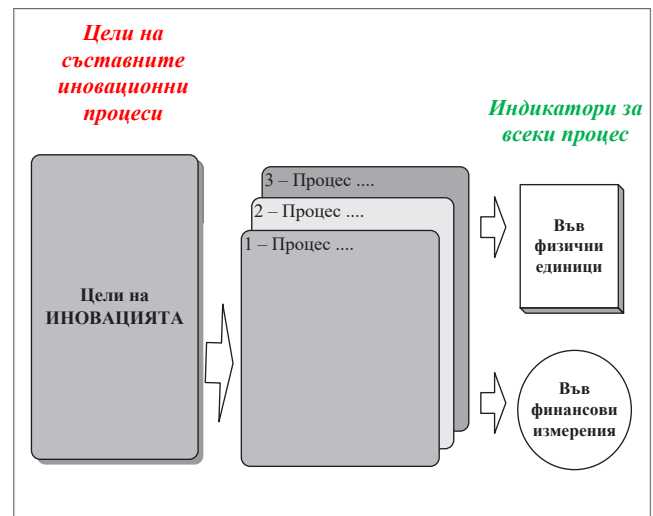 Цели на
съставните
иновационни
процеси
Индикатори за
всеки процес
Цели на
ИНОВАЦИЯТА
3 – Процес ....
2 – Процес ....
1 – Процес ....
Във
физични
единици
Във
финансови
измерения